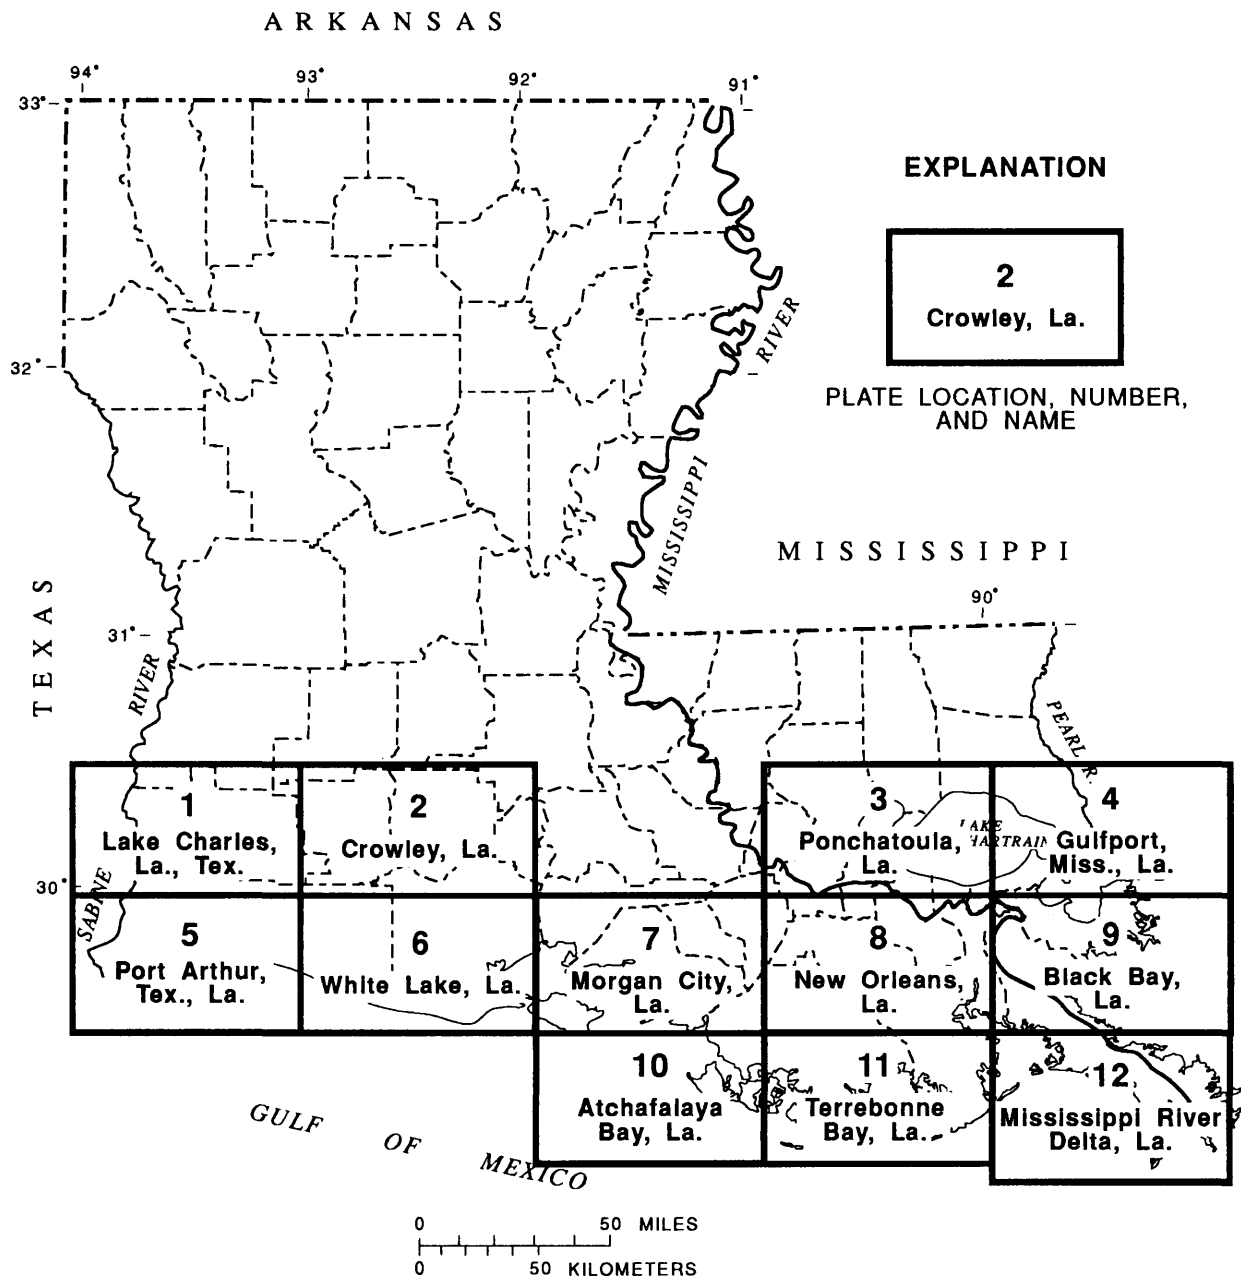 ARKANSAS
94°
93°
92°
91°
33°
EXPLANATION
2
Crowley, La.
PLATE LOCATION, NUMBER,
AND NAME
RIVER
32°
MISSISSIPPI
MISSISSIPPI
90°
TEXAS
31°
RIVER
PEARL R.
1
Lake Charles,
La., Tex.
2
Crowley, La.
3
Ponchatoula,
La.
LAKE
4
Gulfport,
Miss., La.
30°
SABINE
5
Port Arthur,
Tex., La.
6
White Lake, La.
7
Morgan City,
La.
8
New Orleans,
La.
9
Black Bay,
La.
10
Atchafalaya
Bay, La.
11
Terrebonne
Bay, La.
12
Mississippi River
Delta, La.
GULF OF MEXICO
0 50 MILES
0 50 KILOMETERS